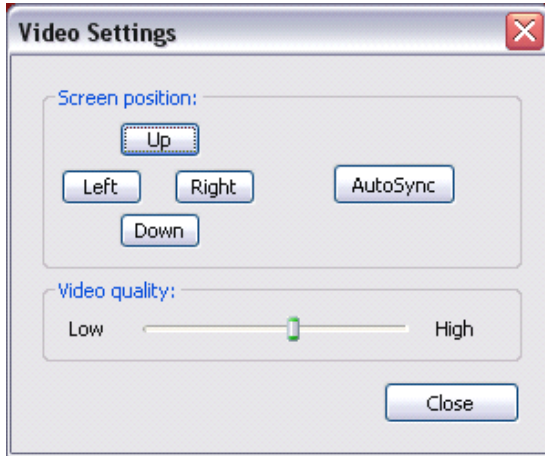 Video Settings
Screen position:
Up
Left Right AutoSync
Down
Video quality:
Low High
Close